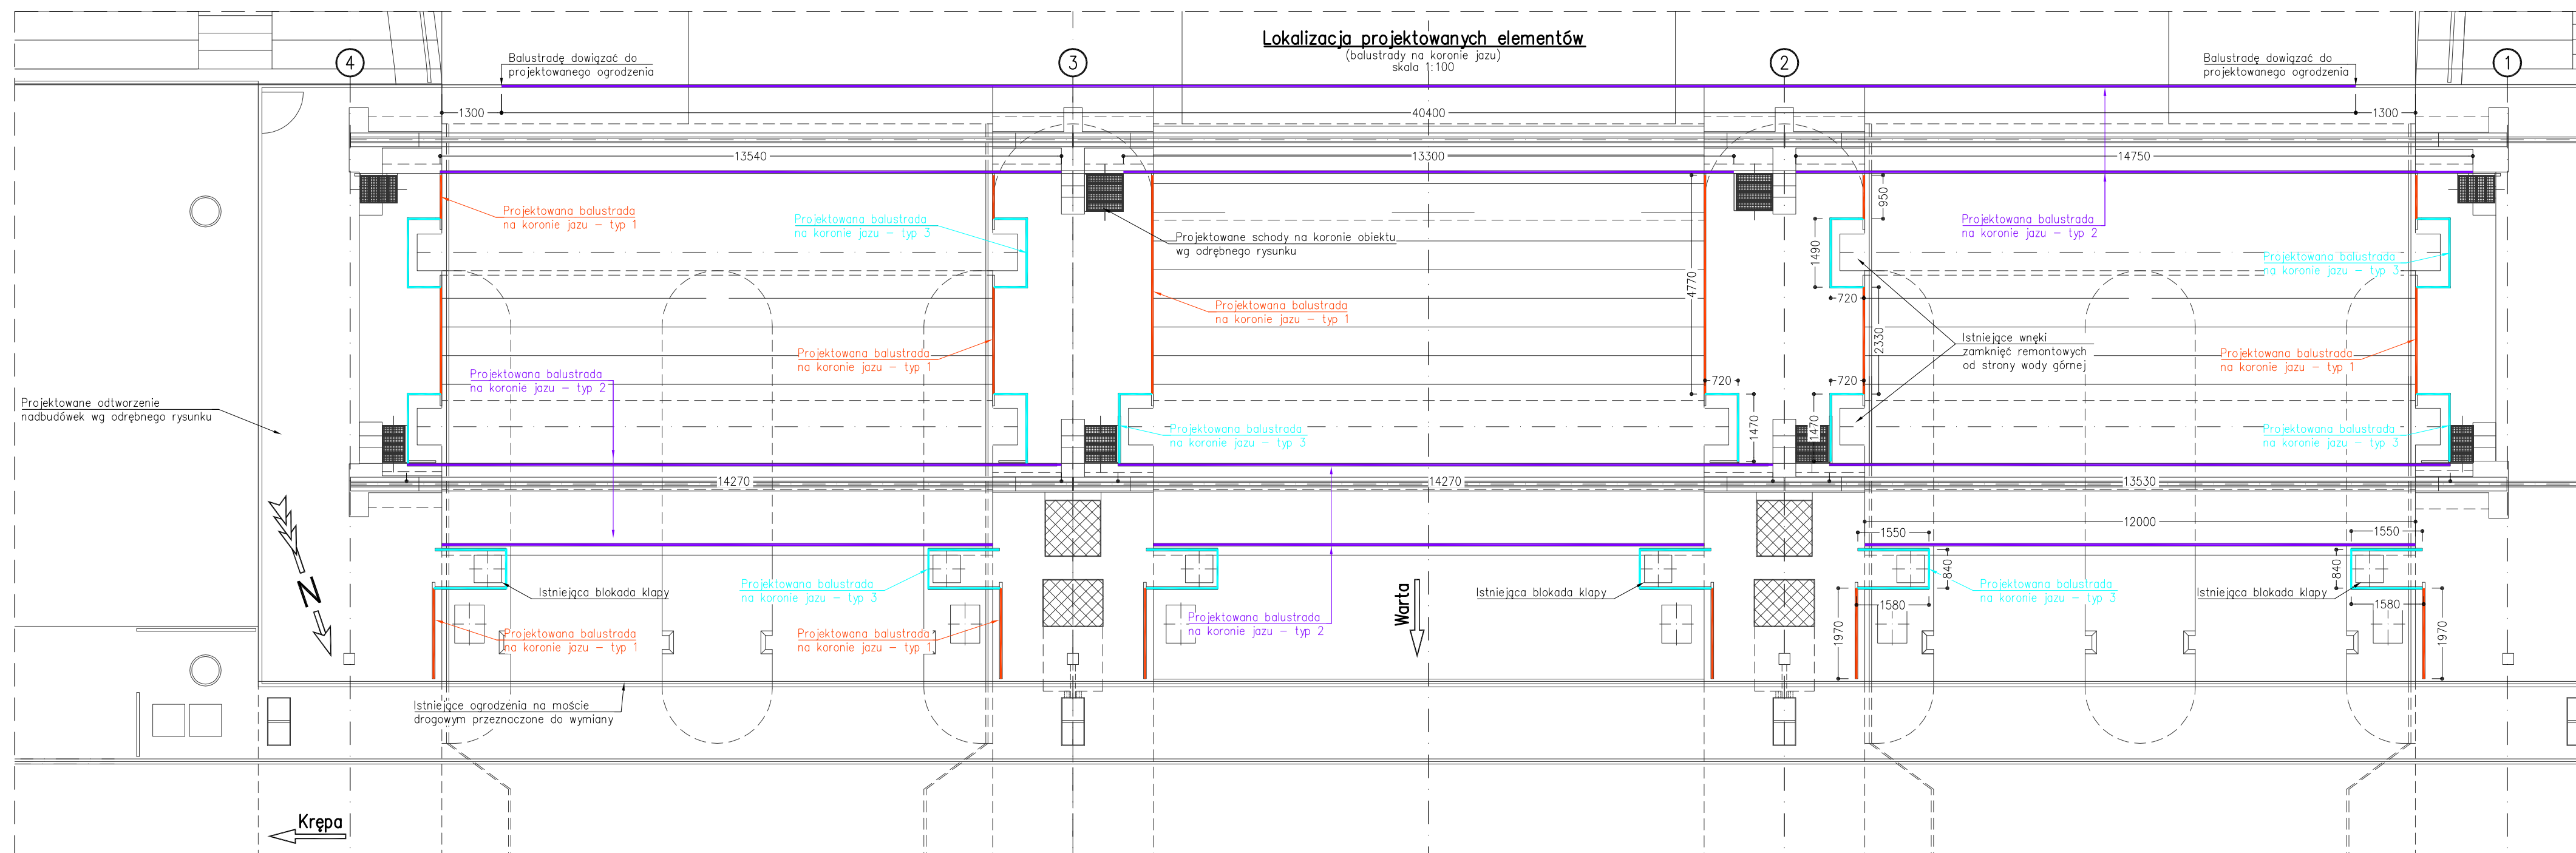 Lokalizacja projektowanych elementów
(balustrady na koronie jazu)
skala 1:100
4
3
2
1
Balustradę dowiązać do
projektowanego ogrodzenia
Balustradę dowiązać do
projektowanego ogrodzenia
1300
40400
1300
13540
13300
14750
Projektowana balustrada
na koronie jazu – typ 1
Projektowana balustrada
na koronie jazu – typ 3
Projektowane schody na koronie obiektu
wg odrębnego rysunku
950
1490
4770
720
2330
Projektowana balustrada
na koronie jazu – typ 2
Projektowana balustrada
na koronie jazu – typ 3
Projektowana balustrada
na koronie jazu – typ 1
Istniejące wnęki
zamknięć remontowych
od strony wody górnej
Projektowana balustrada
na koronie jazu – typ 1
Projektowana balustrada
na koronie jazu – typ 1
Projektowana balustrada
na koronie jazu – typ 2
720
720
1470
1470
Projektowane odtworzenie
nadbudówek wg odrębnego rysunku
Projektowana balustrada
na koronie jazu – typ 3
Projektowana balustrada
na koronie jazu – typ 3
14270
14270
13530
12000
1550
1550
840
840
N
Istniejąca blokada klapy
Projektowana balustrada
na koronie jazu – typ 3
Istniejąca blokada klapy
Projektowana balustrada
na koronie jazu – typ 3
Istniejąca blokada klapy
Warta
1580
1580
1970
1970
Projektowana balustrada
na koronie jazu – typ 1
Projektowana balustrada
na koronie jazu – typ 1
Projektowana balustrada
na koronie jazu – typ 2
Istniejące ogrodzenia na moście
drogowym przeznaczone do wymiany
Krępa